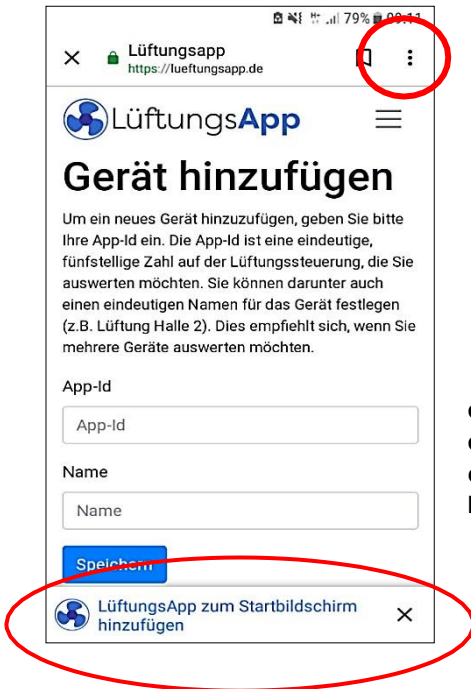 79% 09:11
Lüftungsapp
https://lueftungsapp.de
LüftungsApp
Gerät hinzufügen
Um ein neues Gerät hinzuzufügen, geben Sie bitte
Ihre App-Id ein. Die App-Id ist eine eindeutige,
fünfstellige Zahl auf der Lüftungssteuerung, die Sie
auswerten möchten. Sie können darunter auch
einen eindeutigen Namen für das Gerät festlegen
(z.B. Lüftung Halle 2). Dies empfiehlt sich, wenn Sie
mehrere Geräte auswerten möchten.
App-Id
App-Id
Name
Name
Speichern
LüftungsApp zum Startbildschirm
hinzufügen